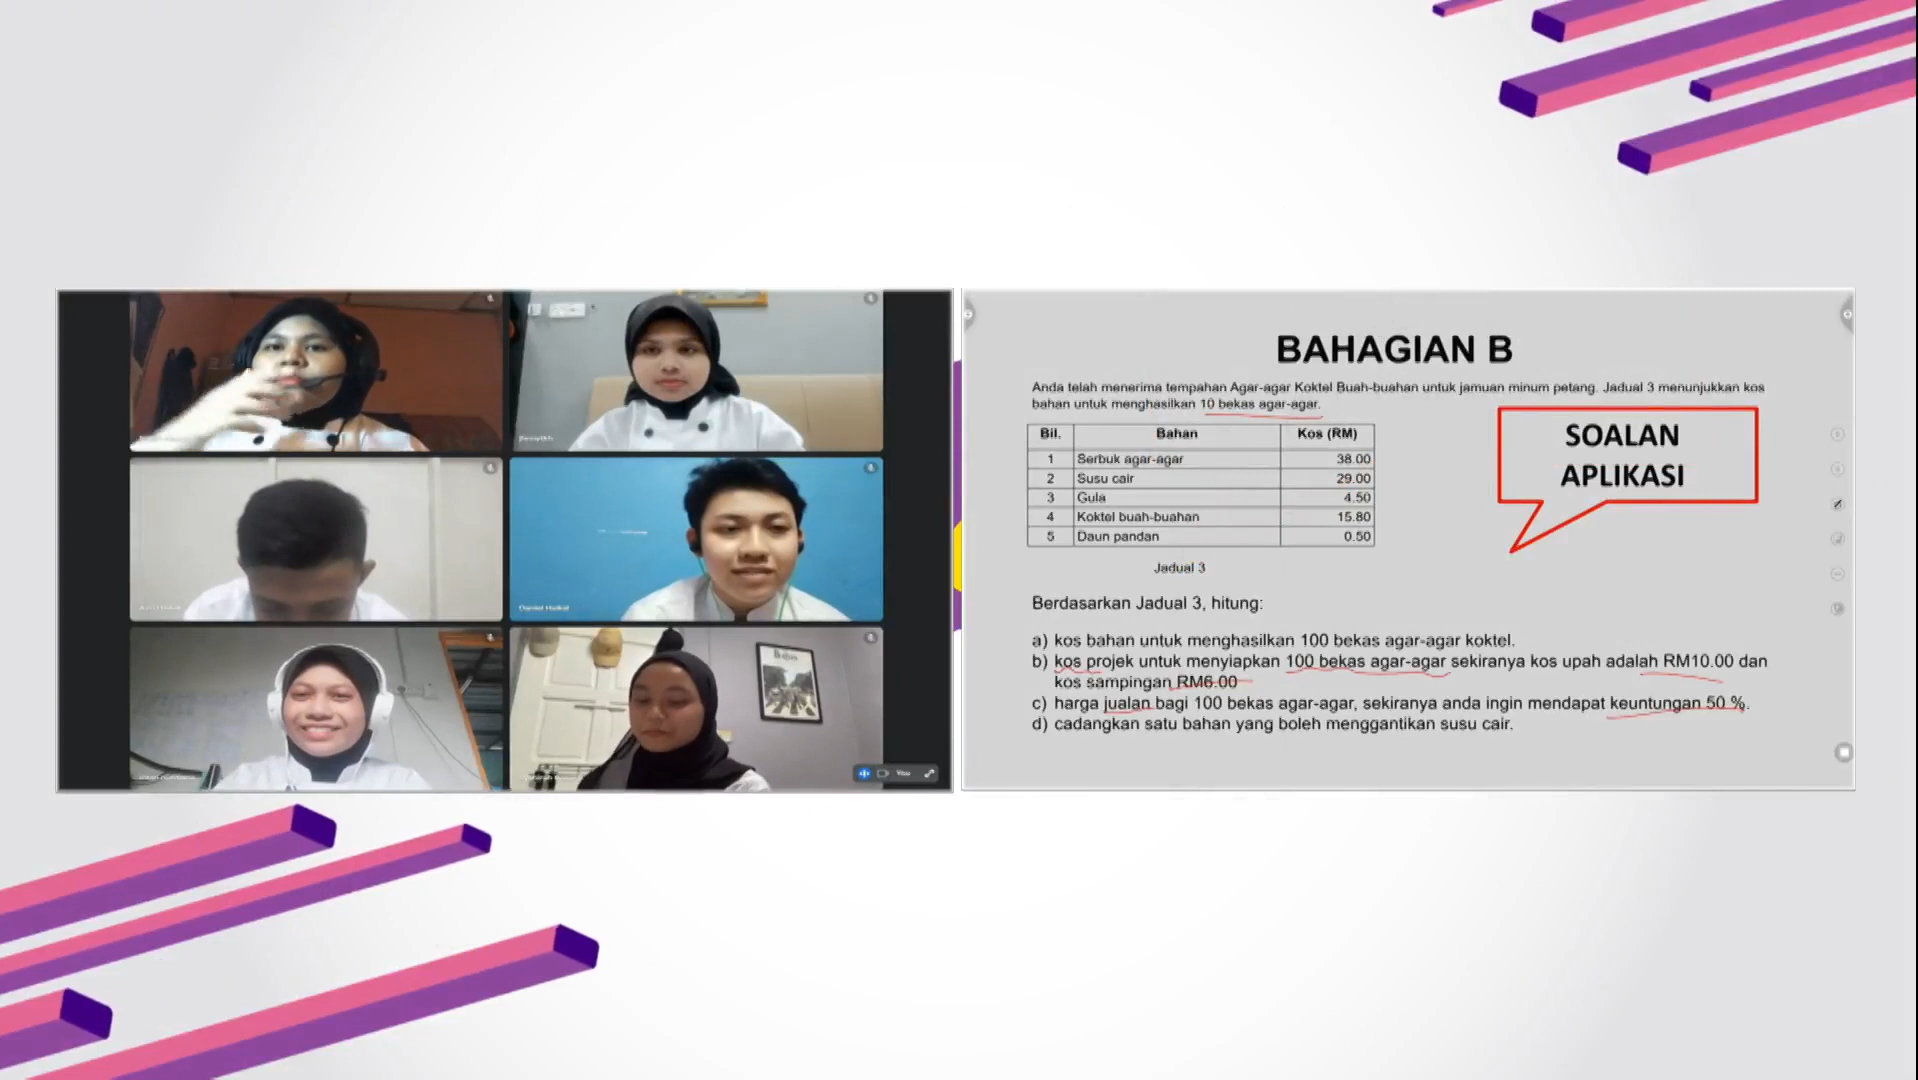 Daniel Haikal
You
BAHAGIAN B
Anda telah menerima tempahan Agar-agar Koktel Buah-buahan untuk jamuan minum petang. Jadual 3 menunjukkan kos
bahan untuk menghasilkan 10 bekas agar-agar.
Bil. Bahan Kos (RM)
1 Serbuk agar-agar 38.00
2 Susu cair 29.00
3 Gula 4.50
4 Koktel buah-buahan 15.80
5 Daun pandan 0.50
Jadual 3
SOALAN
APLIKASI
Berdasarkan Jadual 3, hitung:
a) kos bahan untuk menghasilkan 100 bekas agar-agar koktel.
b) kos projek untuk menyiapkan 100 bekas agar-agar sekiranya kos upah adalah RM10.00 dan
kos sampingan RM6.00
c) harga jualan bagi 100 bekas agar-agar, sekiranya anda ingin mendapat keuntungan 50 %.
d) cadangkan satu bahan yang boleh menggantikan susu cair.